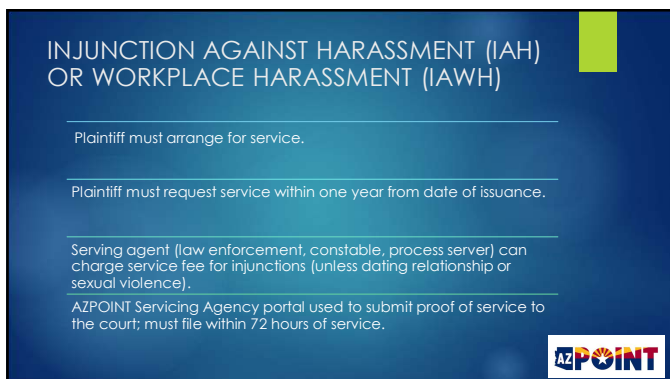 INJUNCTION AGAINST HARASSMENT (IAH)
OR WORKPLACE HARASSMENT (IAWH)
Plaintiff must arrange for service.
Plaintiff must request service within one year from date of issuance.
Serving agent (law enforcement, constable, process server) can
charge service fee for injunctions (unless dating relationship or
sexual violence).
AZPOINT Servicing Agency portal used to submit proof of service to
the court; must file within 72 hours of service.
AZ POINT